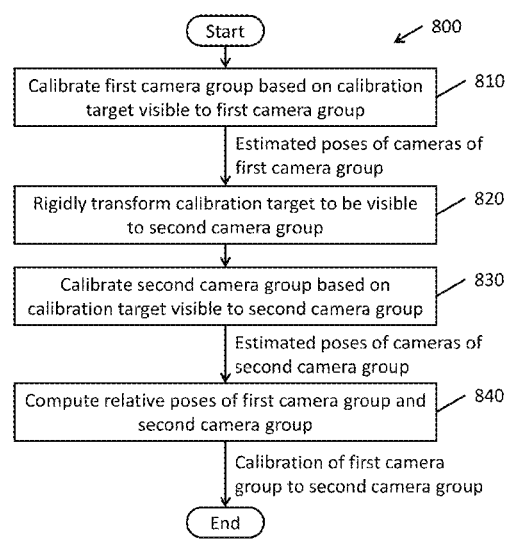 Start
800
Calibrate first camera group based on calibration
target visible to first camera group
810
Estimated poses of cameras of
first camera group
Rigidly transform calibration target to be visible
to second camera group
820
Calibrate second camera group based on
calibration target visible to second camera group
830
Estimated poses of cameras of
second camera group
Compute relative poses of first camera group and
second camera group
840
Calibration of first camera
group to second camera group
End